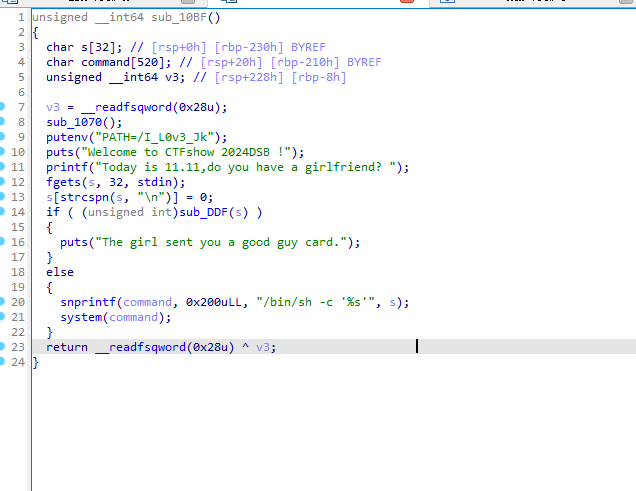 1 unsigned __int64 sub_10BF()
2 {
3 char s[32]; // [rsp+0h] [rbp-230h] BYREF
4 char command[520]; // [rsp+20h] [rbp-210h] BYREF
5 unsigned __int64 v3; // [rsp+228h] [rbp-8h]
6
7 v3 = __readfsqword(0x28u);
8 sub_1070();
9 putenv("PATH=/I_L0v3_Jk");
10 puts("Welcome to CTFshow 2024DSB !");
11 printf("Today is 11.11,do you have a girlfriend? ");
12 fgets(s, 32, stdin);
13 s[strcspn(s, "\n")] = 0;
14 if ( (unsigned int)sub_DDF(s) )
15 {
16 puts("The girl sent you a good guy card.");
17 }
18 else
19 {
20 snprintf(command, 0x200uLL, "/bin/sh -c '%s'", s);
21 system(command);
22 }
23 return __readfsqword(0x28u) ^ v3;
24 }